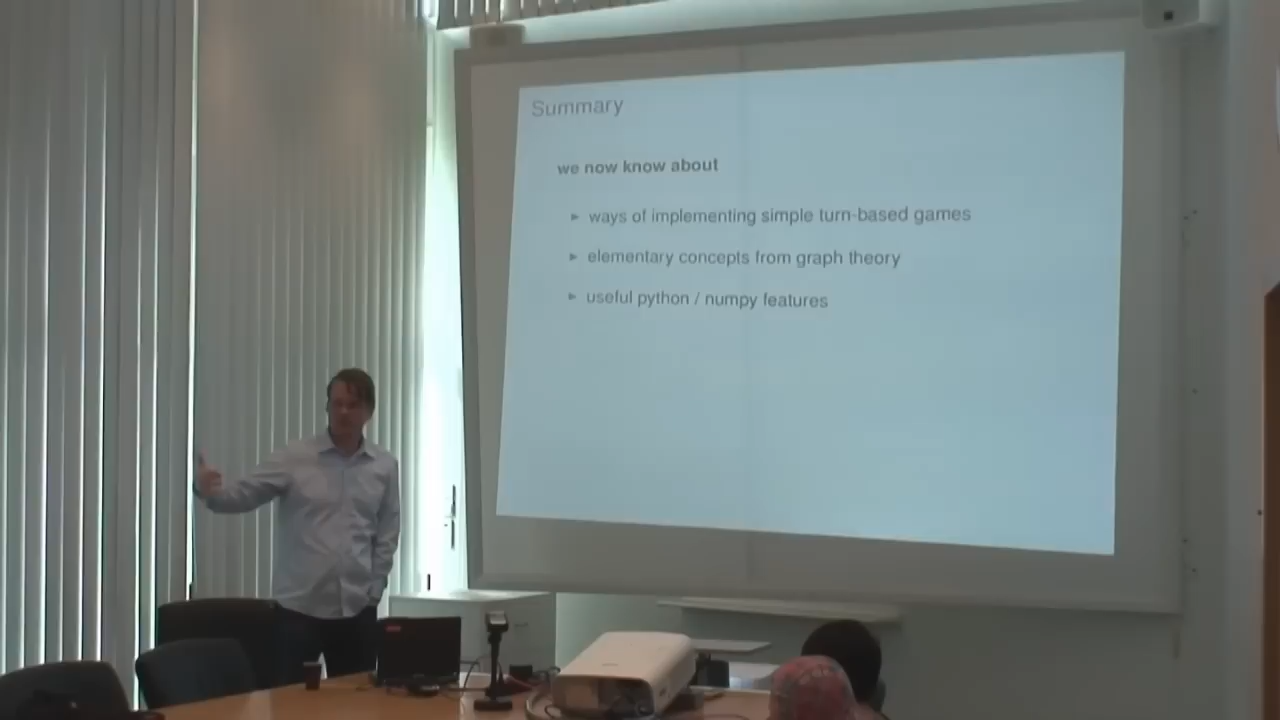 Summary
we now know about
► ways of implementing simple turn-based games
► elementary concepts from graph theory
► useful python / numpy features